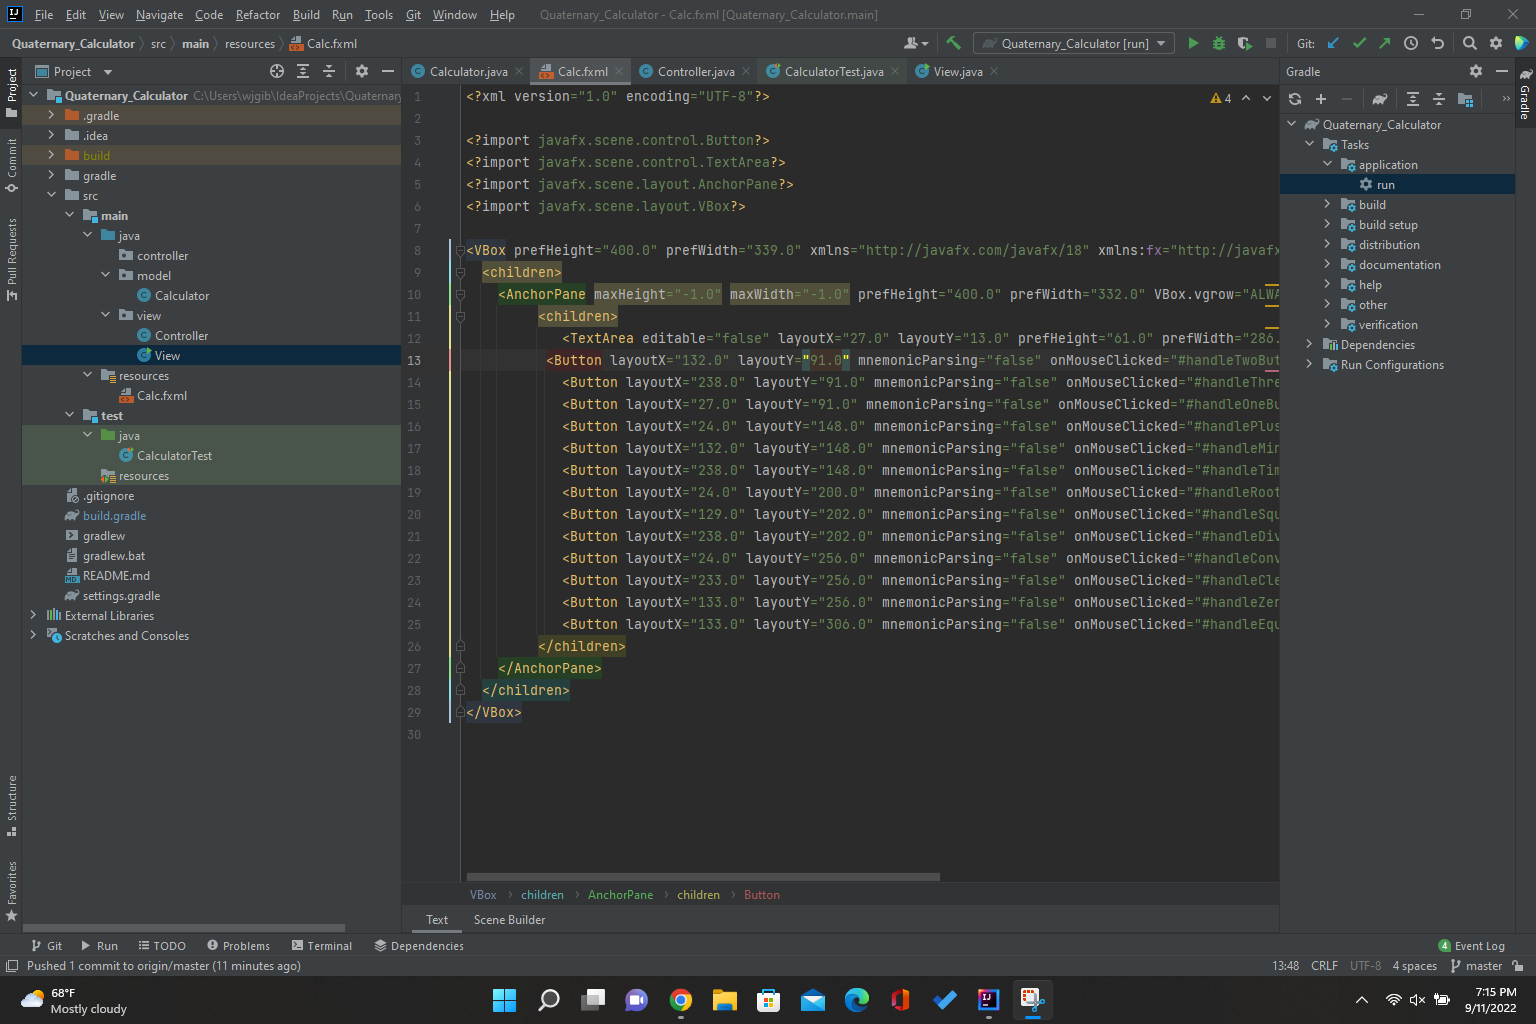 File Edit View Navigate Code Refactor Build Run Tools Git Window Help Quaternary_Calculator - Calc.fxml [Quaternary_Calculator.main]
Quaternary_Calculator src main resources Calc.fxml
Quaternary_Calculator [run]
Git:
Project
Calculator.java
Calc.fxml
Controller.java
CalculatorTest.java
View.java
Gradle
Project
Commit
Pull Requests
Structure
Favorites
Quaternary_Calculator C:\Users\wjgib\IdeaProjects\Quaternary
.gradle
.idea
build
gradle
src
main
java
controller
model
Calculator
view
Controller
View
resources
Calc.fxml
test
java
CalculatorTest
resources
.gitignore
build.gradle
gradlew
gradlew.bat
README.md
settings.gradle
External Libraries
Scratches and Consoles
4
1 <?xml version="1.0" encoding="UTF-8"?>
2
3 <?import javafx.scene.control.Button?>
4 <?import javafx.scene.control.TextArea?>
5 <?import javafx.scene.layout.AnchorPane?>
6 <?import javafx.scene.layout.VBox?>
7
8 <VBox prefHeight="400.0" prefWidth="339.0" xmlns="http://javafx.com/javafx/18" xmlns:fx="http://javaf
9 <children>
10 <AnchorPane maxHeight="-1.0" maxWidth="-1.0" prefHeight="400.0" prefWidth="332.0" VBox.vgrow="ALWA
11 <children>
12 <TextArea editable="false" layoutX="27.0" layoutY="13.0" prefHeight="61.0" prefWidth="286.
13 <Button layoutX="132.0" layoutY="91.0" mnemonicParsing="false" onMouseClicked="#handleTwoBut
14 <Button layoutX="238.0" layoutY="91.0" mnemonicParsing="false" onMouseClicked="#handleThre
15 <Button layoutX="27.0" layoutY="91.0" mnemonicParsing="false" onMouseClicked="#handleOneBu
16 <Button layoutX="24.0" layoutY="148.0" mnemonicParsing="false" onMouseClicked="#handlePlus
17 <Button layoutX="132.0" layoutY="148.0" mnemonicParsing="false" onMouseClicked="#handleMin
18 <Button layoutX="238.0" layoutY="148.0" mnemonicParsing="false" onMouseClicked="#handleTim
19 <Button layoutX="24.0" layoutY="200.0" mnemonicParsing="false" onMouseClicked="#handleRoot
20 <Button layoutX="129.0" layoutY="202.0" mnemonicParsing="false" onMouseClicked="#handleSqu
21 <Button layoutX="238.0" layoutY="202.0" mnemonicParsing="false" onMouseClicked="#handleDiv
22 <Button layoutX="24.0" layoutY="256.0" mnemonicParsing="false" onMouseClicked="#handleConv
23 <Button layoutX="233.0" layoutY="256.0" mnemonicParsing="false" onMouseClicked="#handleCle
24 <Button layoutX="133.0" layoutY="256.0" mnemonicParsing="false" onMouseClicked="#handleZer
25 <Button layoutX="133.0" layoutY="306.0" mnemonicParsing="false" onMouseClicked="#handleEqu
26 </children>
27 </AnchorPane>
28 </children>
29 </VBox>
30
VBox children AnchorPane children Button
Text Scene Builder
Gradle
Quaternary_Calculator
Tasks
application
run
build
build setup
distribution
documentation
help
other
verification
Dependencies
Run Configurations
Git Run TODO Problems Terminal Dependencies
4 Event Log
Pushed 1 commit to origin/master (11 minutes ago)
13:48 CRLF UTF-8 4 spaces master
68°F
Mostly cloudy
7:15 PM
9/11/2022